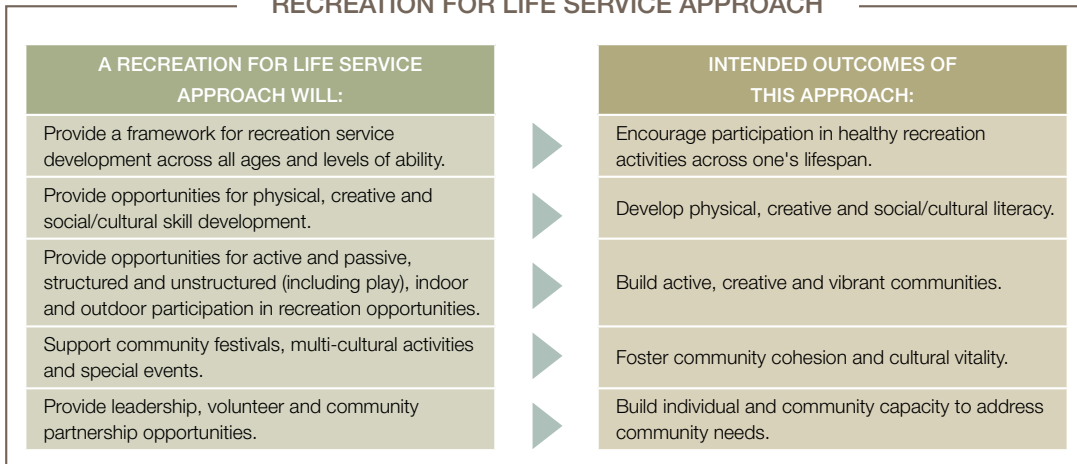 RECREATION FOR LIFE SERVICE APPROACH
A RECREATION FOR LIFE SERVICE
APPROACH WILL:
INTENDED OUTCOMES OF
THIS APPROACH:
Provide a framework for recreation service
development across all ages and levels of ability.
Encourage participation in healthy recreation
activities across one's lifespan.
Provide opportunities for physical, creative and
social/cultural skill development.
Develop physical, creative and social/cultural literacy.
Provide opportunities for active and passive,
structured and unstructured (including play), indoor
and outdoor participation in recreation opportunities.
Build active, creative and vibrant communities.
Support community festivals, multi-cultural activities
and special events.
Foster community cohesion and cultural vitality.
Provide leadership, volunteer and community
partnership opportunities.
Build individual and community capacity to address
community needs.